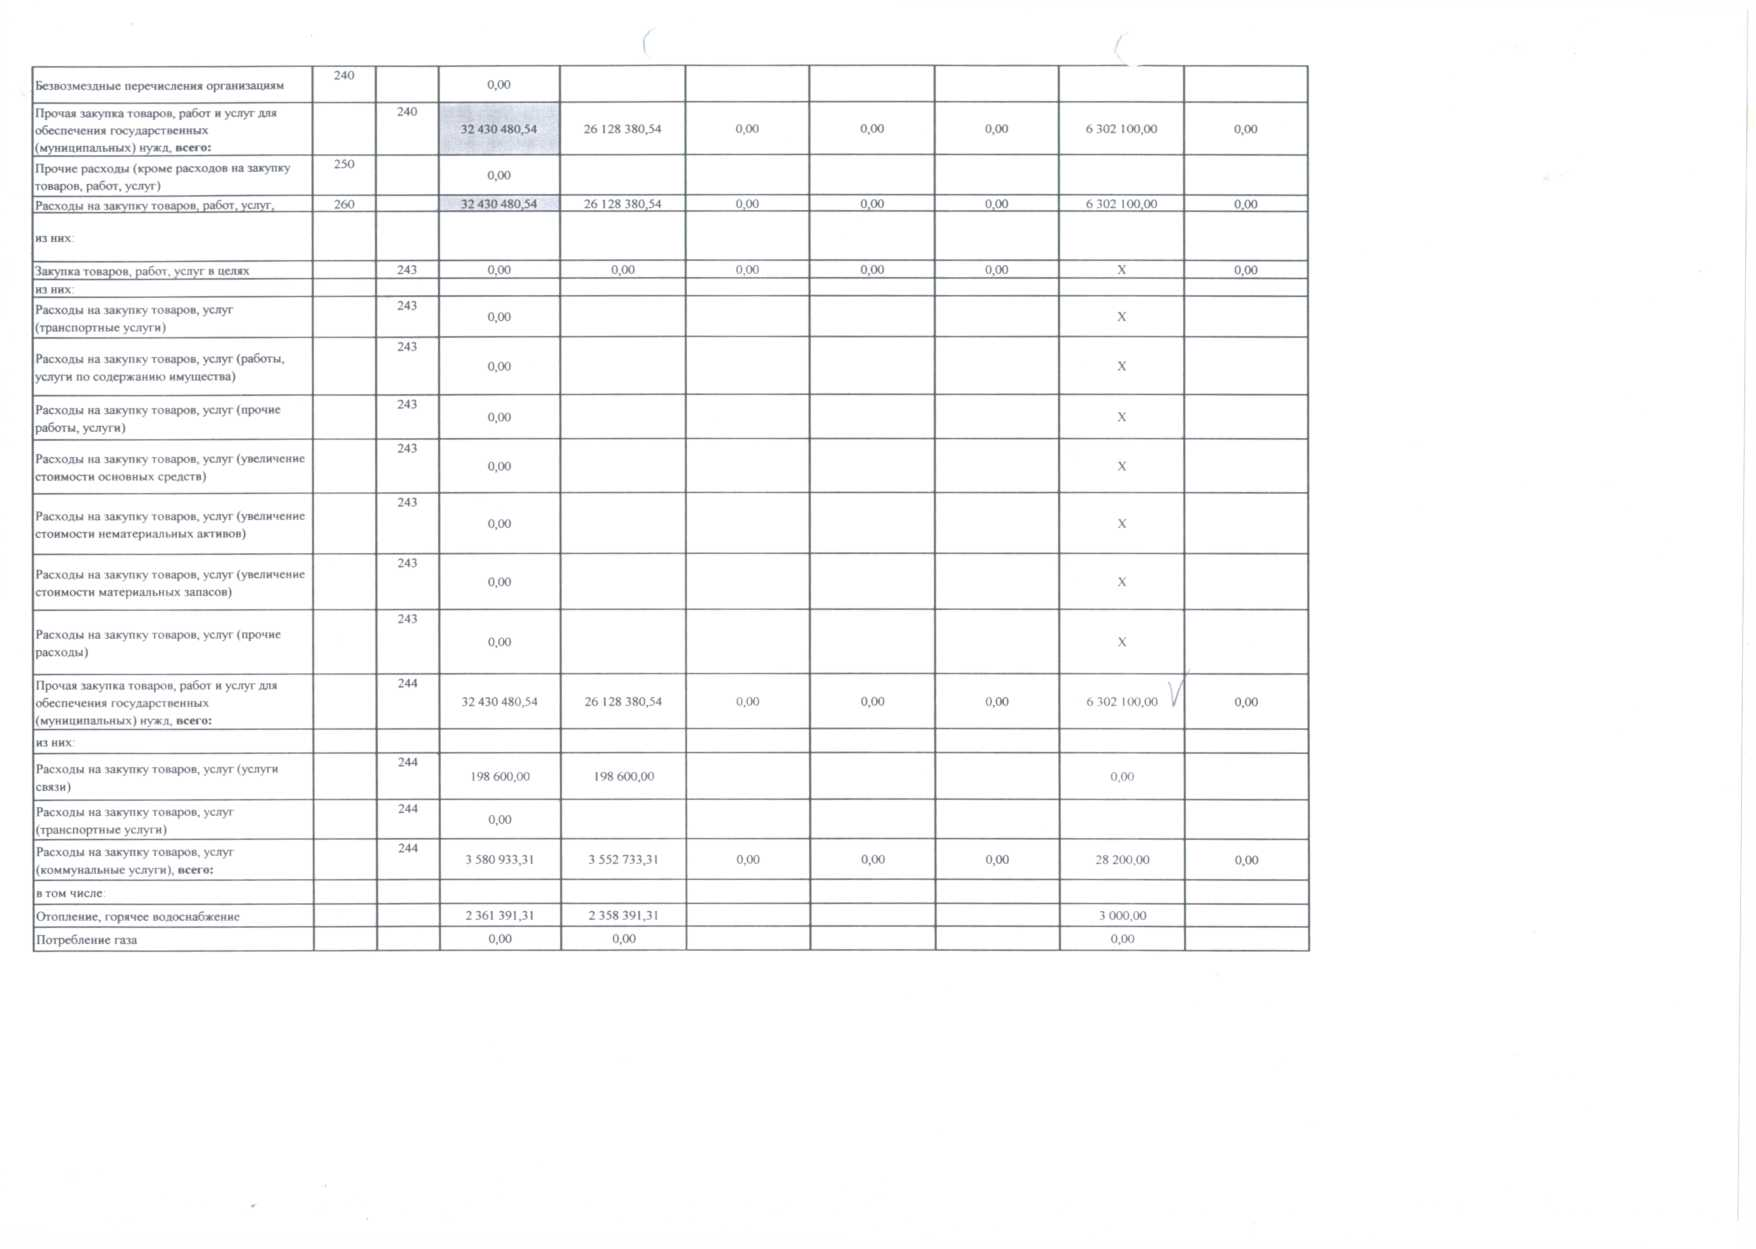 Безвозмездные перечисления организациям 240 0,00
Прочая закупка товаров, работ и услуг для
обеспечения государственных
(муниципальных) нужд, всего: 240 32 430 480,54 26 128 380,54 0,00 0,00 0,00 6 302 100,00 0,00
Прочие расходы (кроме расходов на закупку
товаров, работ, услуг) 250 0,00
Расходы на закупку товаров, работ, услуг, 260 32 430 480,54 26 128 380,54 0,00 0,00 0,00 6 302 100,00 0,00
из них:
Закупка товаров, работ, услуг в целях 243 0,00 0,00 0,00 0,00 0,00 X 0,00
из них:
Расходы на закупку товаров, услуг
(транспортные услуги) 243 0,00 X
Расходы на закупку товаров, услуг (работы,
услуги по содержанию имущества) 243 0,00 X
Расходы на закупку товаров, услуг (прочие
работы, услуги) 243 0,00 X
Расходы на закупку товаров, услуг (увеличение
стоимости основных средств) 243 0,00 X
Расходы на закупку товаров, услуг (увеличение
стоимости нематериальных активов) 243 0,00 X
Расходы на закупку товаров, услуг (увеличение
стоимости материальных запасов) 243 0,00 X
Расходы на закупку товаров, услуг (прочие
расходы) 243 0,00 X
Прочая закупка товаров, работ и услуг для
обеспечения государственных
(муниципальных) нужд, всего: 244 32 430 480,54 26 128 380,54 0,00 0,00 0,00 6 302 100,00 0,00
из них:
Расходы на закупку товаров, услуг (услуги
связи) 244 198 600,00 198 600,00 0,00
Расходы на закупку товаров, услуг
(транспортные услуги) 244 0,00
Расходы на закупку товаров, услуг
(коммунальные услуги), всего: 244 3 580 933,31 3 552 733,31 0,00 0,00 0,00 28 200,00 0,00
в том числе:
Отопление, горячее водоснабжение 2 361 391,31 2 358 391,31 3 000,00
Потребление газа 0,00 0,00 0,00